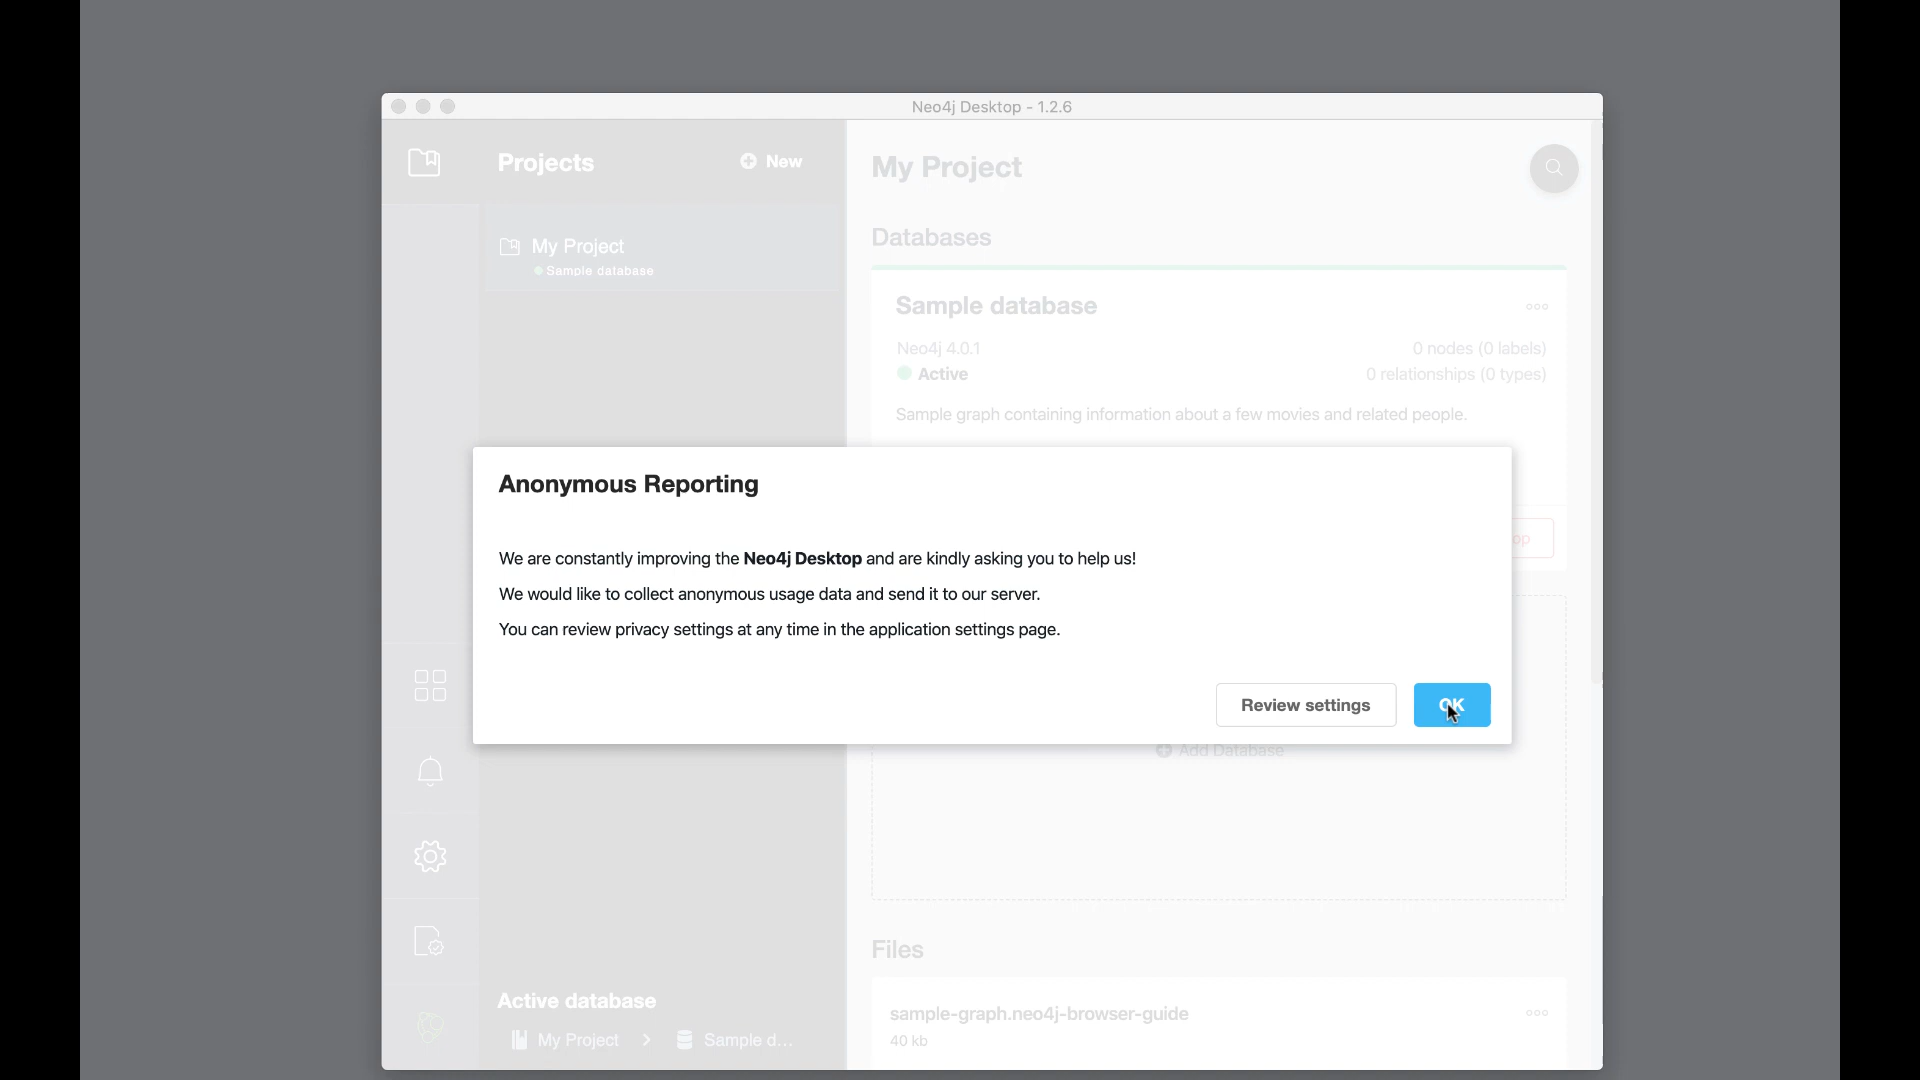 Neo4j Desktop - 1.2.6
Projects
New
My Project
Sample database
My Project
Databases
Sample database
Neo4j 4.0.1
0 nodes (0 labels)
Active
0 relationships (0 types)
Sample graph containing information about a few movies and related people.
Anonymous Reporting
We are constantly improving the Neo4j Desktop and are kindly asking you to help us!
We would like to collect anonymous usage data and send it to our server.
You can review privacy settings at any time in the application settings page.
Review settings
OK
Add Database
Files
sample-graph.neo4j-browser-guide
40 kb
Active database
My Project
Sample d...